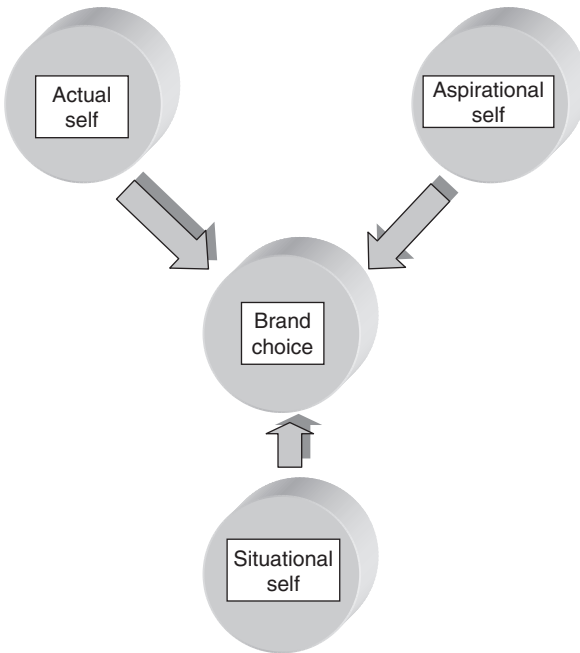 Actual
self
Aspirational
self
Brand
choice
Situational
self